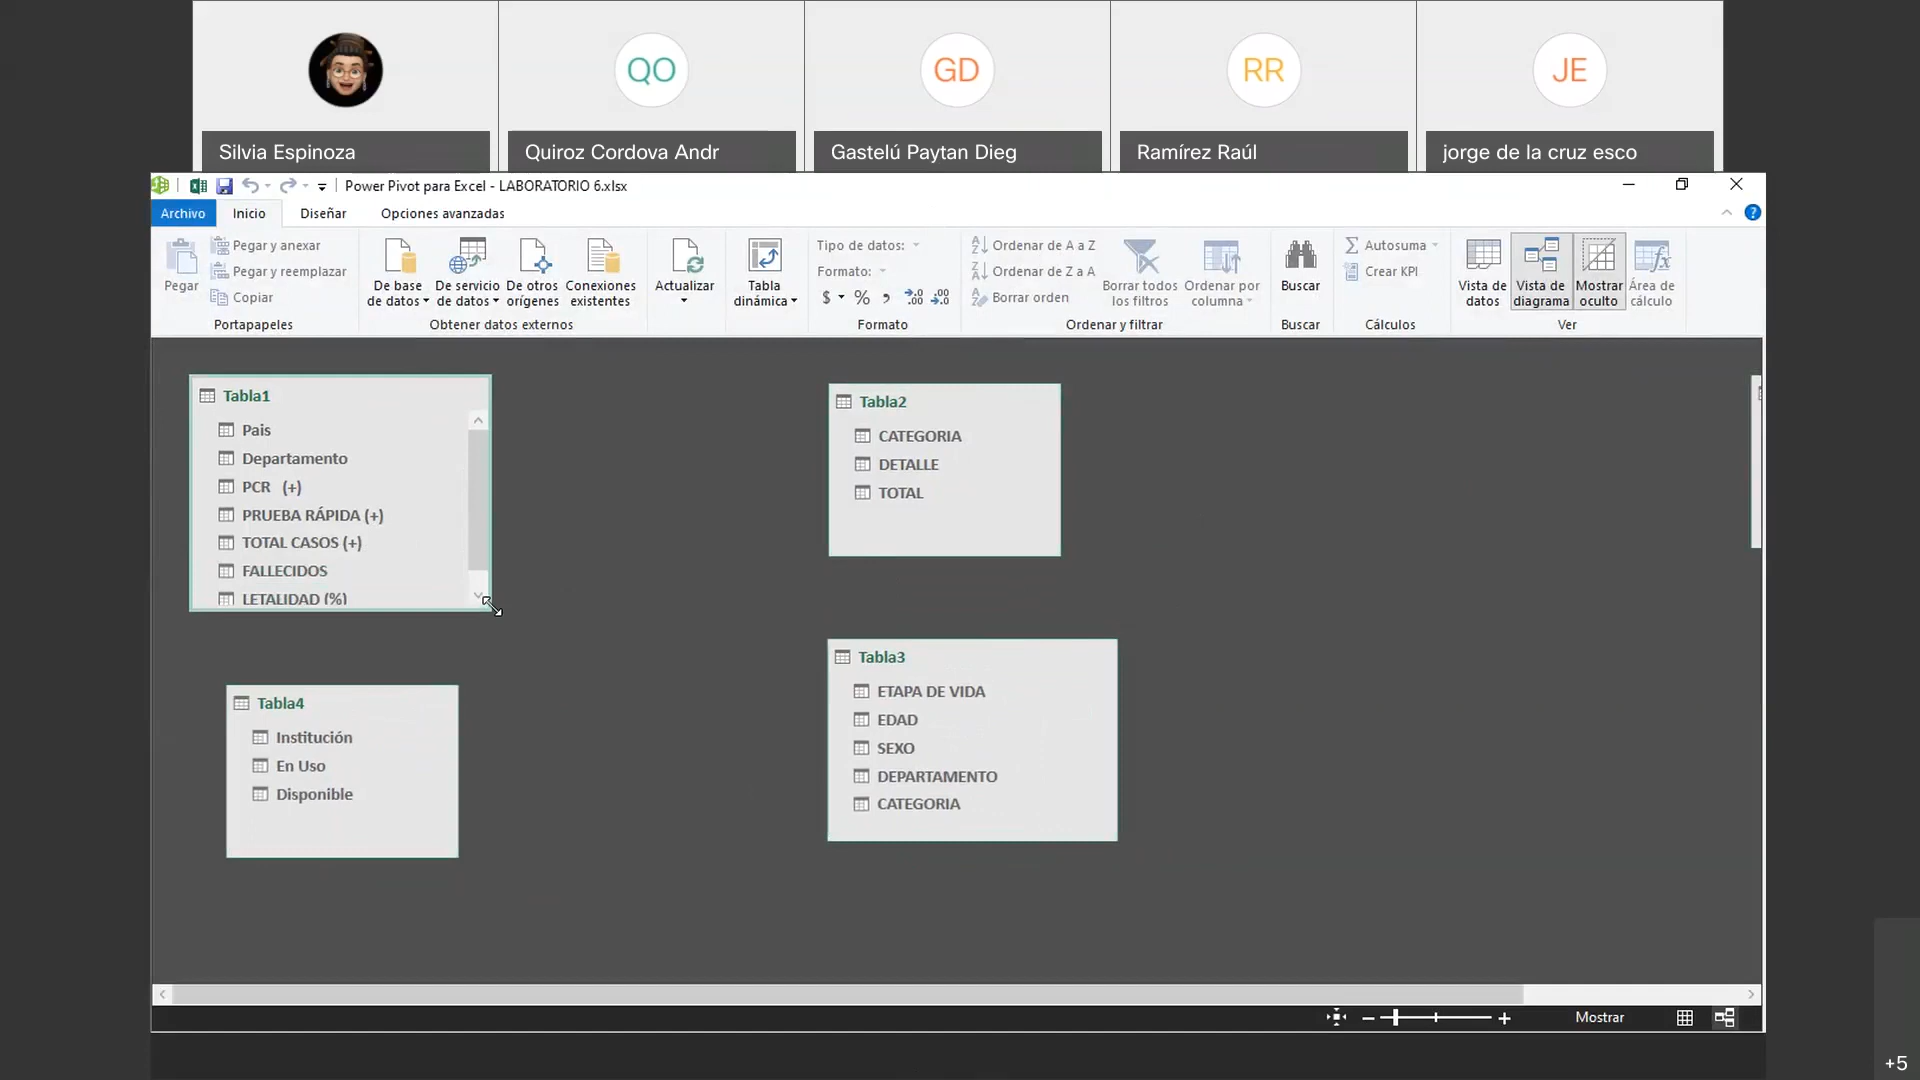 QO
GD
RR
JE
Silvia Espinoza
Quiroz Cordova Andr
Gastelú Paytan Dieg
Ramírez Raúl
jorge de la cruz esco
Power Pivot para Excel - LABORATORIO 6.xlsx
Archivo
Inicio
Diseñar
Opciones avanzadas
Pegar
Pegar y anexar
Pegar y reemplazar
Copiar
Portapapeles
De base de datos
De servicio de datos
De otros orígenes
Conexiones existentes
Obtener datos externos
Actualizar
Tabla dinámica
Tipo de datos:
Formato:
$ % ,
Formato
Ordenar de A a Z
Ordenar de Z a A
Borrar orden
Borrar todos los filtros
Ordenar por columna
Ordenar y filtrar
Buscar
Buscar
Autosuma
Crear KPI
Cálculos
Vista de datos
Vista de diagrama
Mostrar oculto
Área de cálculo
Ver
Tabla1
Pais
Departamento
PCR (+)
PRUEBA RÁPIDA (+)
TOTAL CASOS (+)
FALLECIDOS
LETALIDAD (%)
Tabla2
CATEGORIA
DETALLE
TOTAL
Tabla4
Institución
En Uso
Disponible
Tabla3
ETAPA DE VIDA
EDAD
SEXO
DEPARTAMENTO
CATEGORIA
Mostrar
+5